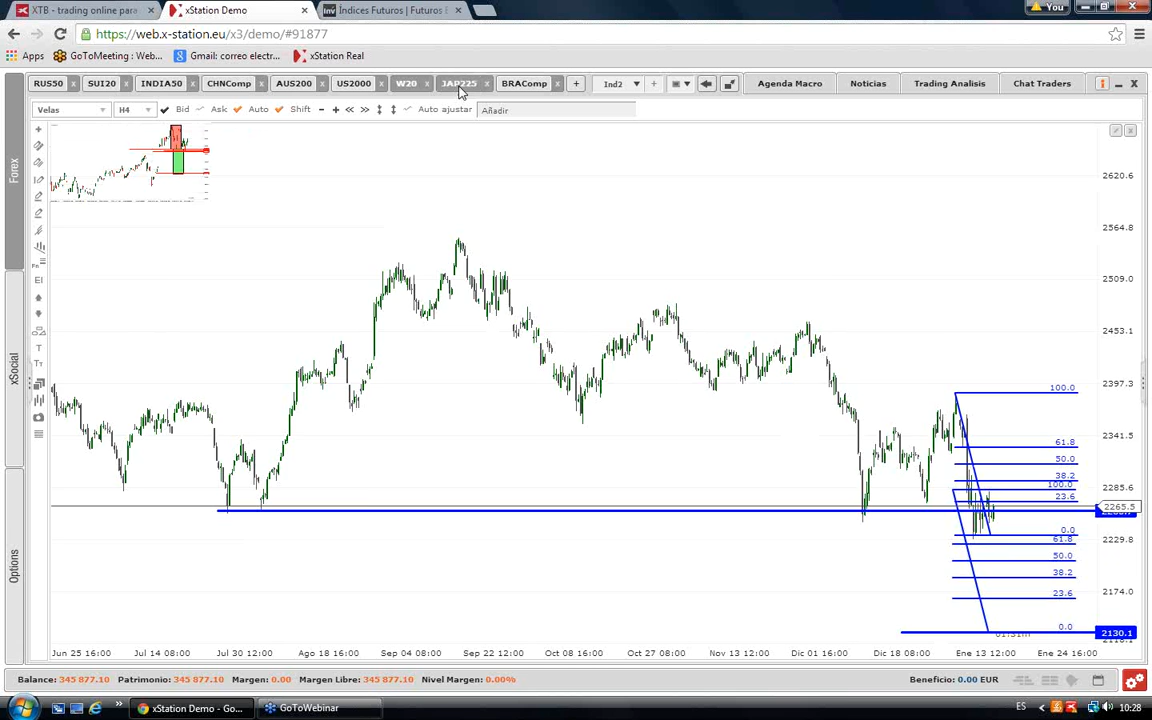 XTB - trading online para
xStation Demo
Índices Futuros | Futuros E
You
https://web.x-station.eu/x3/demo/#91877
Apps
GoToMeeting : Web...
Gmail: correo electr...
xStation Real
RUS50
SUI20
INDIA50
CHNComp
AUS200
US2000
W20
JAP225
BRAComp
Ind2
Agenda Macro
Noticias
Trading Analysis
Chat Traders
Velas
H4
Bid
Ask
Auto
Shift
Auto ajustar
Añadir
Forex
xSocial
Options
2620.6
2564.8
2509.0
2453.1
2397.3
2341.5
2285.6
2265.5
2229.8
2174.0
2130.1
100.0
61.8
50.0
38.2
100.0
23.6
0.0
61.8
50.0
38.2
23.6
0.0
Jun 25 16:00
Jul 14 08:00
Jul 30 12:00
Ago 18 16:00
Sep 04 08:00
Sep 22 12:00
Oct 08 16:00
Oct 27 08:00
Nov 13 12:00
Dic 01 16:00
Dic 18 08:00
Ene 13 12:00
Ene 24 16:00
Balance: 345 877.10
Patrimonio: 345 877.10
Margen: 0.00
Margen Libre: 345 877.10
Nivel Margen: 0.00%
Beneficio: 0.00 EUR
xStation Demo - Go...
GoToWebinar
ES
10:28